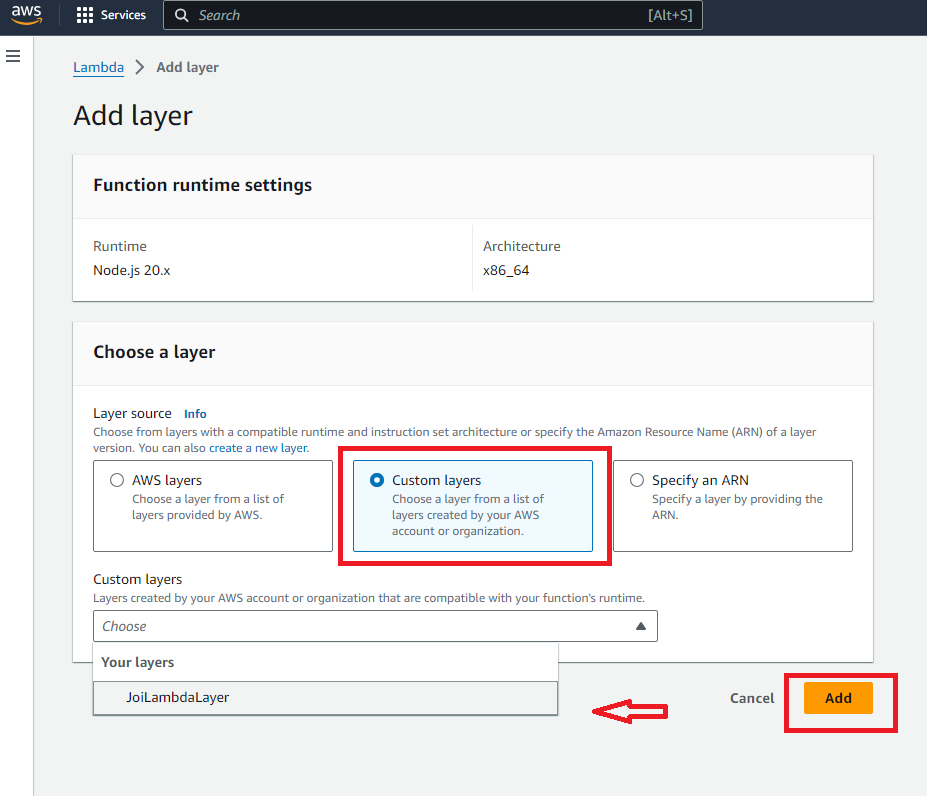 aws Services Search [Alt+S]
Lambda Add layer
Add layer
Function runtime settings
Runtime
Node.js 20.x
Architecture
x86_64
Choose a layer
Layer source Info
Choose from layers with a compatible runtime and instruction set architecture or specify the Amazon Resource Name (ARN) of a layer
version. You can also create a new layer.
AWS layers
Choose a layer from a list of
layers provided by AWS.
Custom layers
Choose a layer from a list of
layers created by your AWS
account or organization.
Specify an ARN
Specify a layer by providing the
ARN.
Custom layers
Layers created by your AWS account or organization that are compatible with your function's runtime.
Choose
Your layers
JoiLambdaLayer
Cancel Add